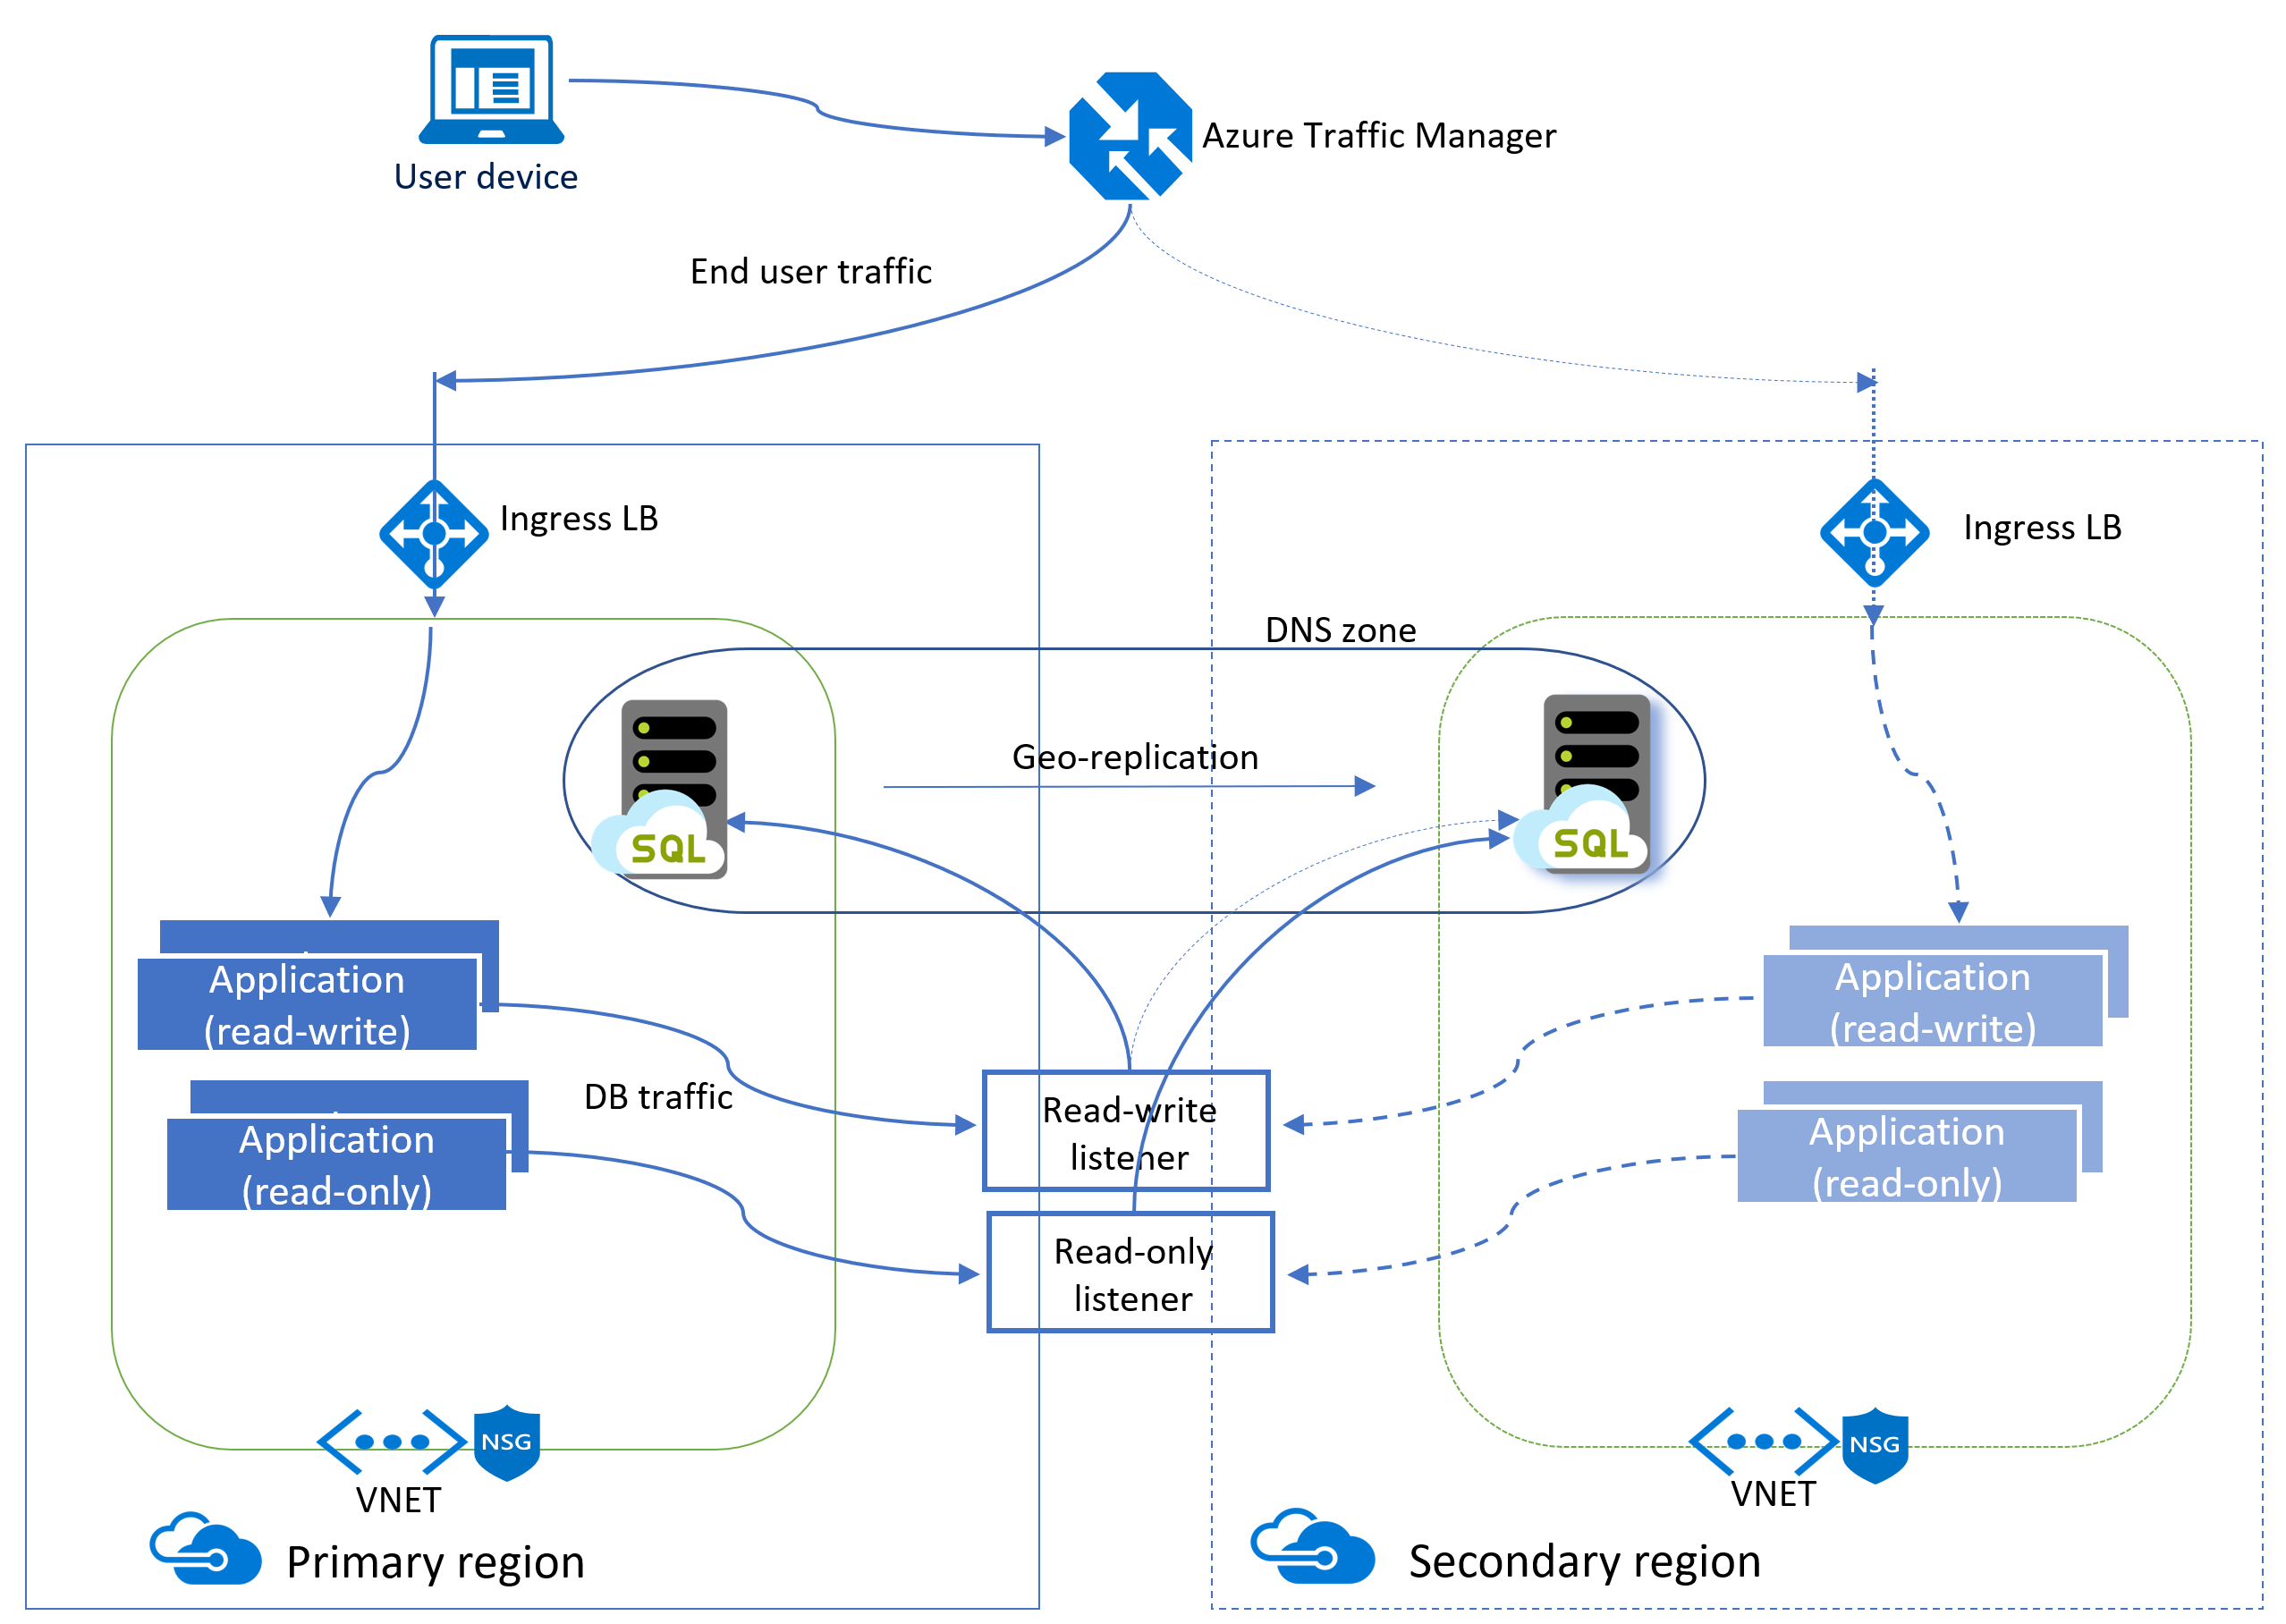 User device
Azure Traffic Manager
End user traffic
Ingress LB
Ingress LB
DNS zone
Geo-replication
SQL
SQL
Application
(read-write)
Application
(read-write)
DB traffic
Read-write
listener
Application
(read-only)
Application
(read-only)
Read-only
listener
NSG
VNET
NSG
VNET
Primary region
Secondary region